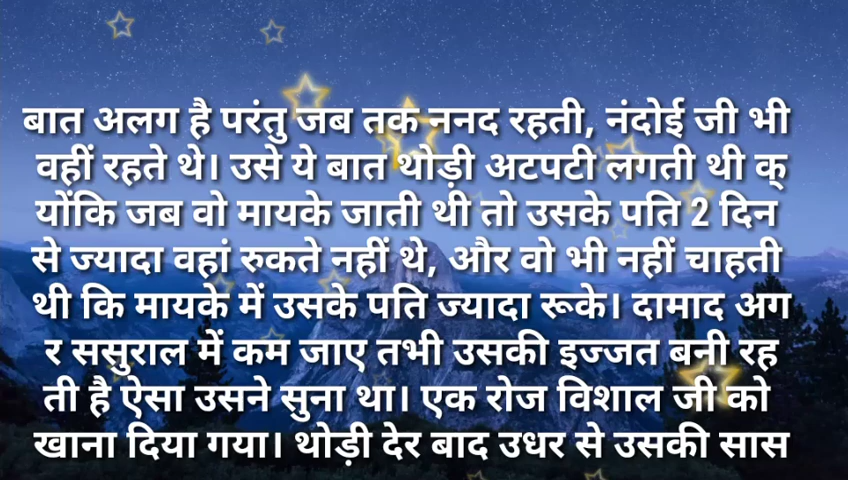 बात अलग है परंतु जब तक ननद रहती, नंदोई जी भी
वहीं रहते थे। उसे ये बात थोड़ी अटपटी लगती थी क्
योंकि जब वो मायके जाती थी तो उसके पति 2 दिन
से ज्यादा वहां रुकते नहीं थे, और वो भी नहीं चाहती
थी कि मायके में उसके पति ज्यादा रूके। दामाद अग
र ससुराल में कम जाए तभी उसकी इज्जत बनी रह
ती है ऐसा उसने सुना था। एक रोज विशाल जी को
खाना दिया गया। थोड़ी देर बाद उधर से उसकी सास